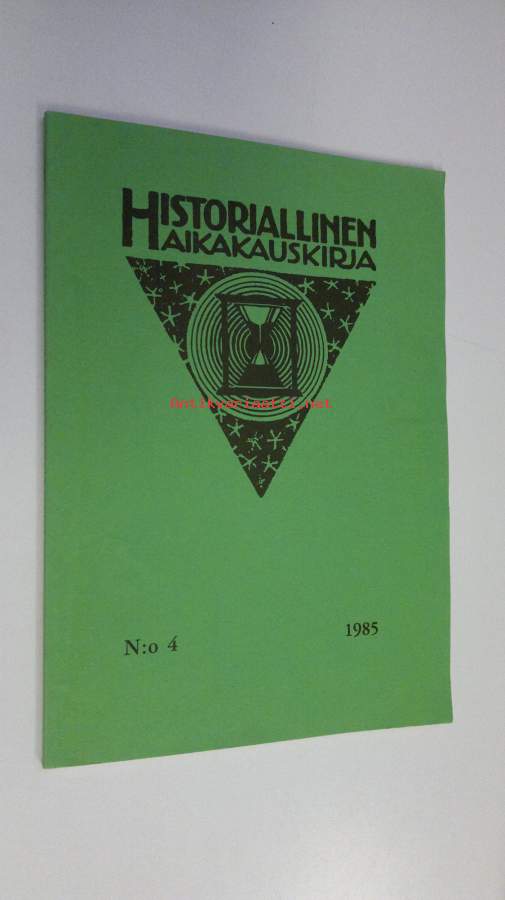 HISTORIALLINEN
AIKAKAUSKIRJA
Antikvariaatti.net
N:o 4 1985